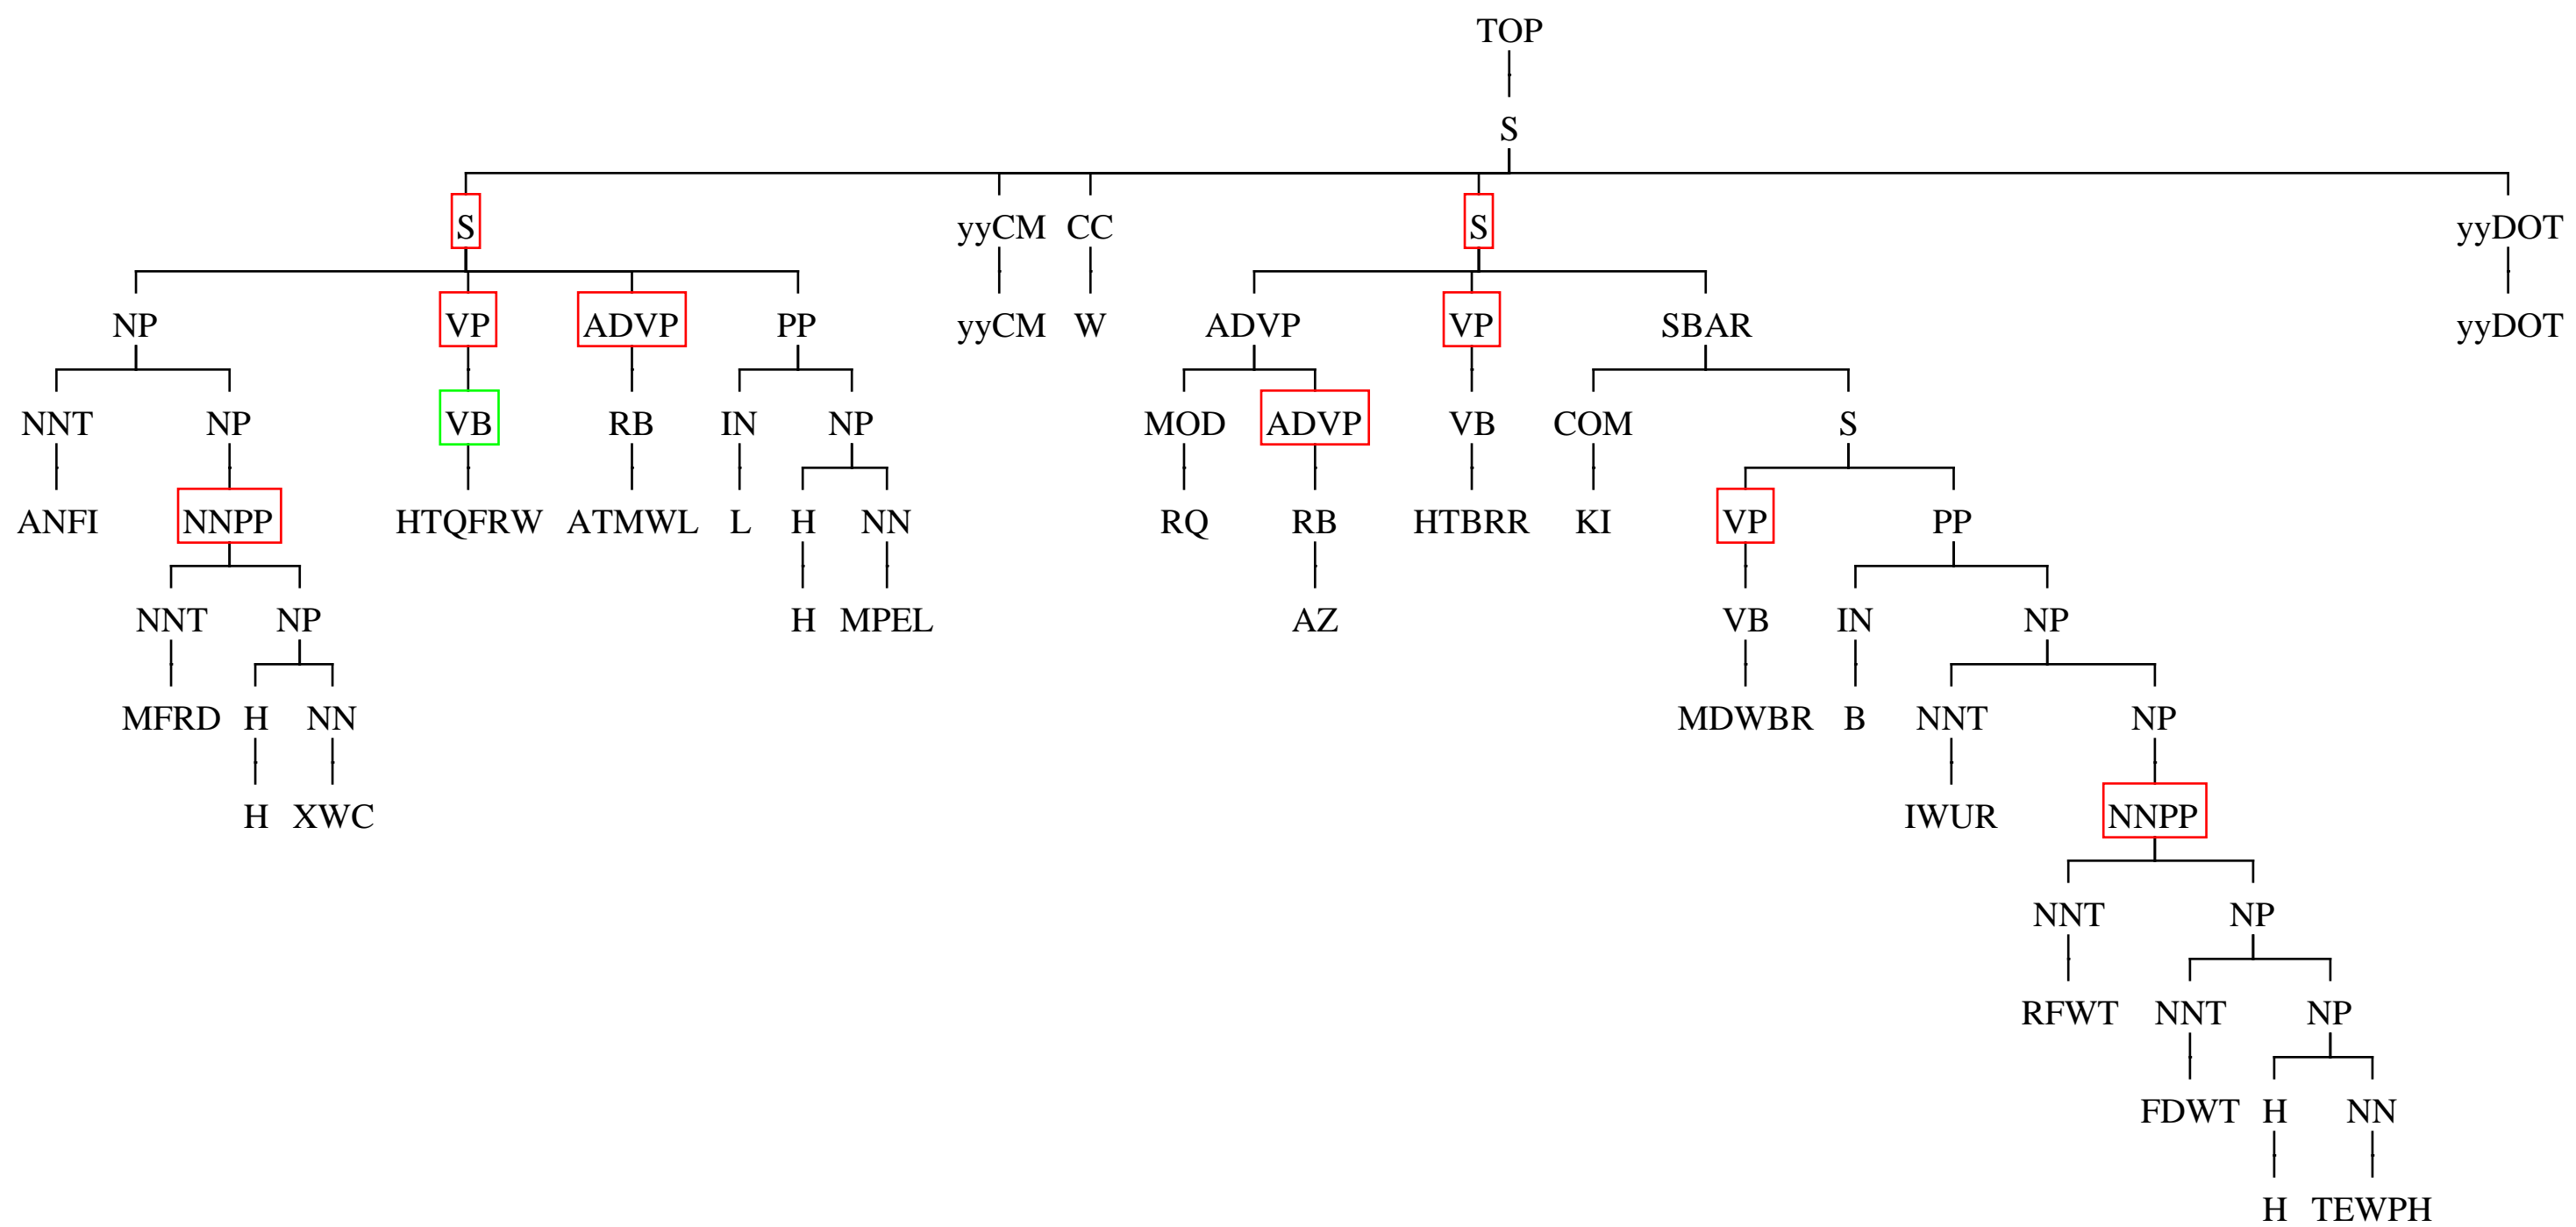 TOP
S
S yyCM CC S yyDOT
NP VP ADVP PP yyCM W ADVP VP SBAR yyDOT
NNT NP VB RB IN NP MOD ADVP VB COM S
ANFI NNPP HTQFRW ATMWL L H NN RQ RB HTBRR KI VP PP
NNT NP H MPEL AZ VB IN NP
MFRD H NN MDWBR B NNT NP
H XWC IWUR NNPP
NNT NP
RFWT NNT NP
FDWT H NN
H TEWPH